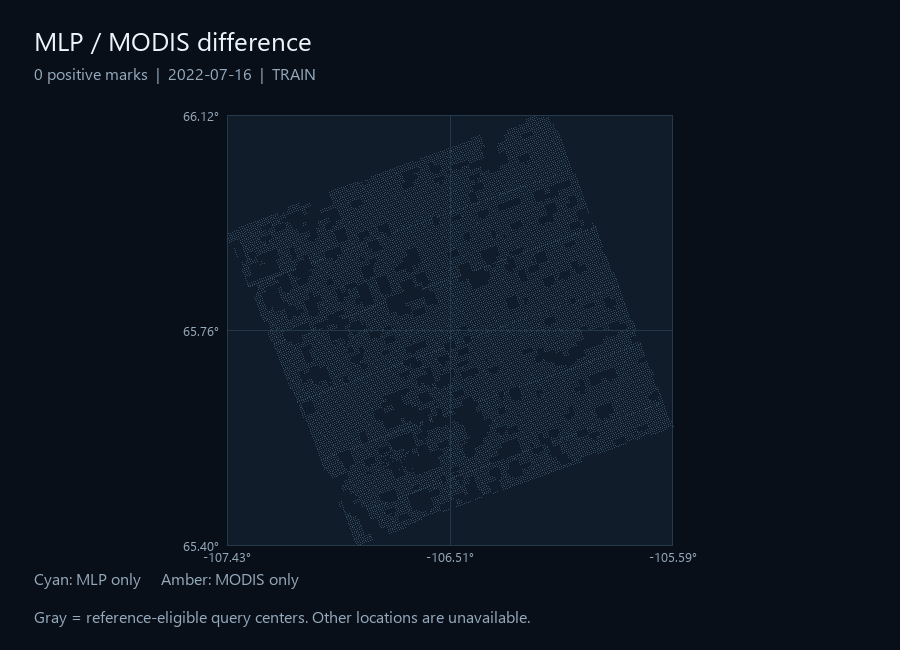 MLP / MODIS difference
0 positive marks | 2022-07-16 | TRAIN
66.12°
65.76°
65.40°
-107.43° -106.51° -105.59°
Cyan: MLP only Amber: MODIS only
Gray = reference-eligible query centers. Other locations are unavailable.